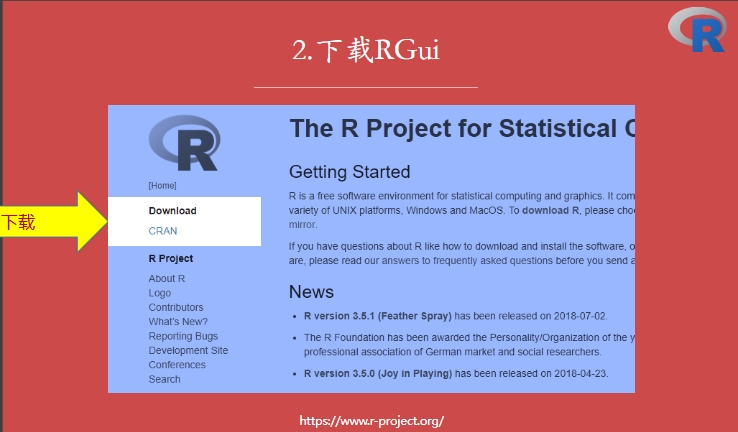 2.下载RGui
R
R
The R Project for Statistical
[Home]
Getting Started
R is a free software environment for statistical computing and graphics. It com
下载
Download
variety of UNIX platforms, Windows and MacOS. To download R, please choo
mirror.
CRAN
If you have questions about R like how to download and install the software, o
R Project
are, please read our answers to frequently asked questions before you send a
About R
Logo
Contributors
What's New?
Reporting Bugs
Development Site
Conferences
Search
News
R version 3.5.1 (Feather Spray) has been released on 2018-07-02.
The R Foundation has been awarded the Personality/Organization of the y
professional association of German market and social researchers.
R version 3.5.0 (Joy in Playing) has been released on 2018-04-23.
https://www.r-project.org/